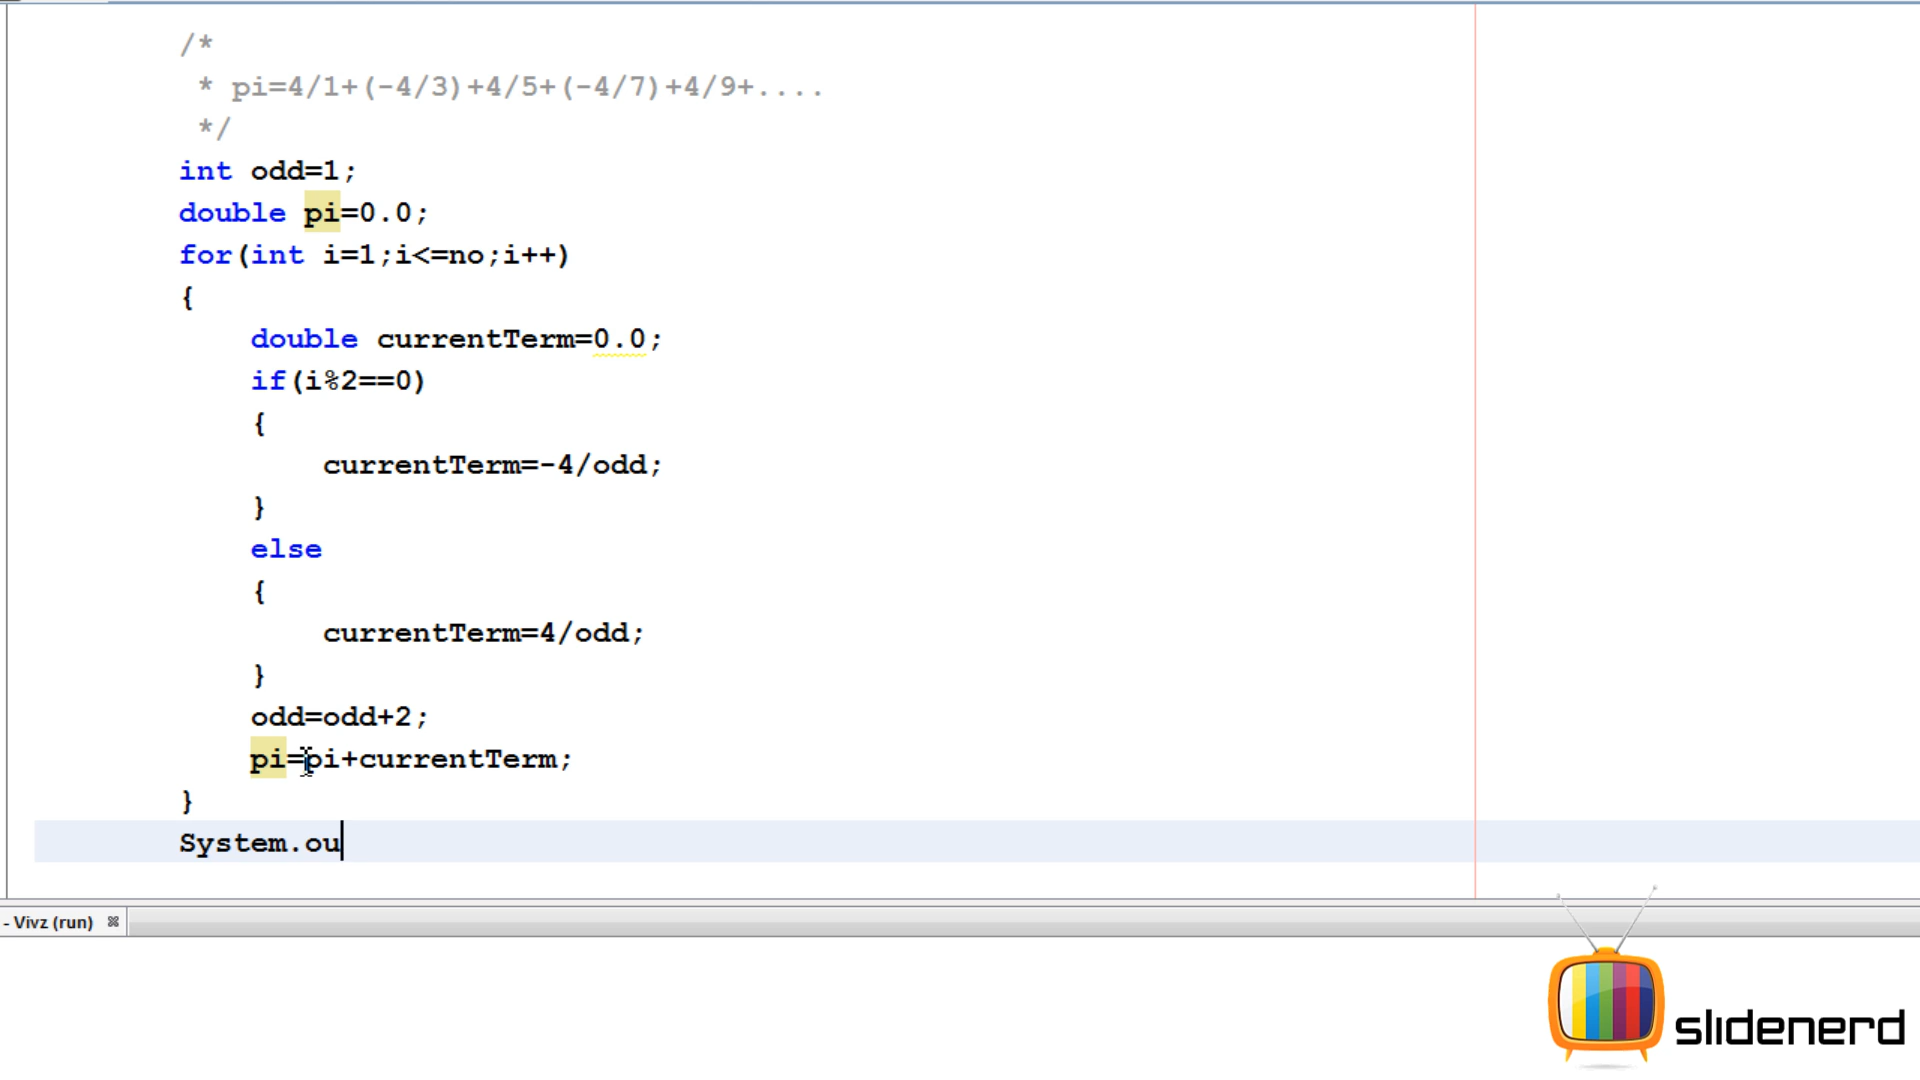 /*
* pi=4/1+(-4/3)+4/5+(-4/7)+4/9+....
*/
int odd=1;
double pi=0.0;
for(int i=1;i<=no;i++)
{
double currentTerm=0.0;
if(i%2==0)
{
currentTerm=-4/odd;
}
else
{
currentTerm=4/odd;
}
odd=odd+2;
pi=pi+currentTerm;
}
System.ou
- Vivz (run)
slidenerd